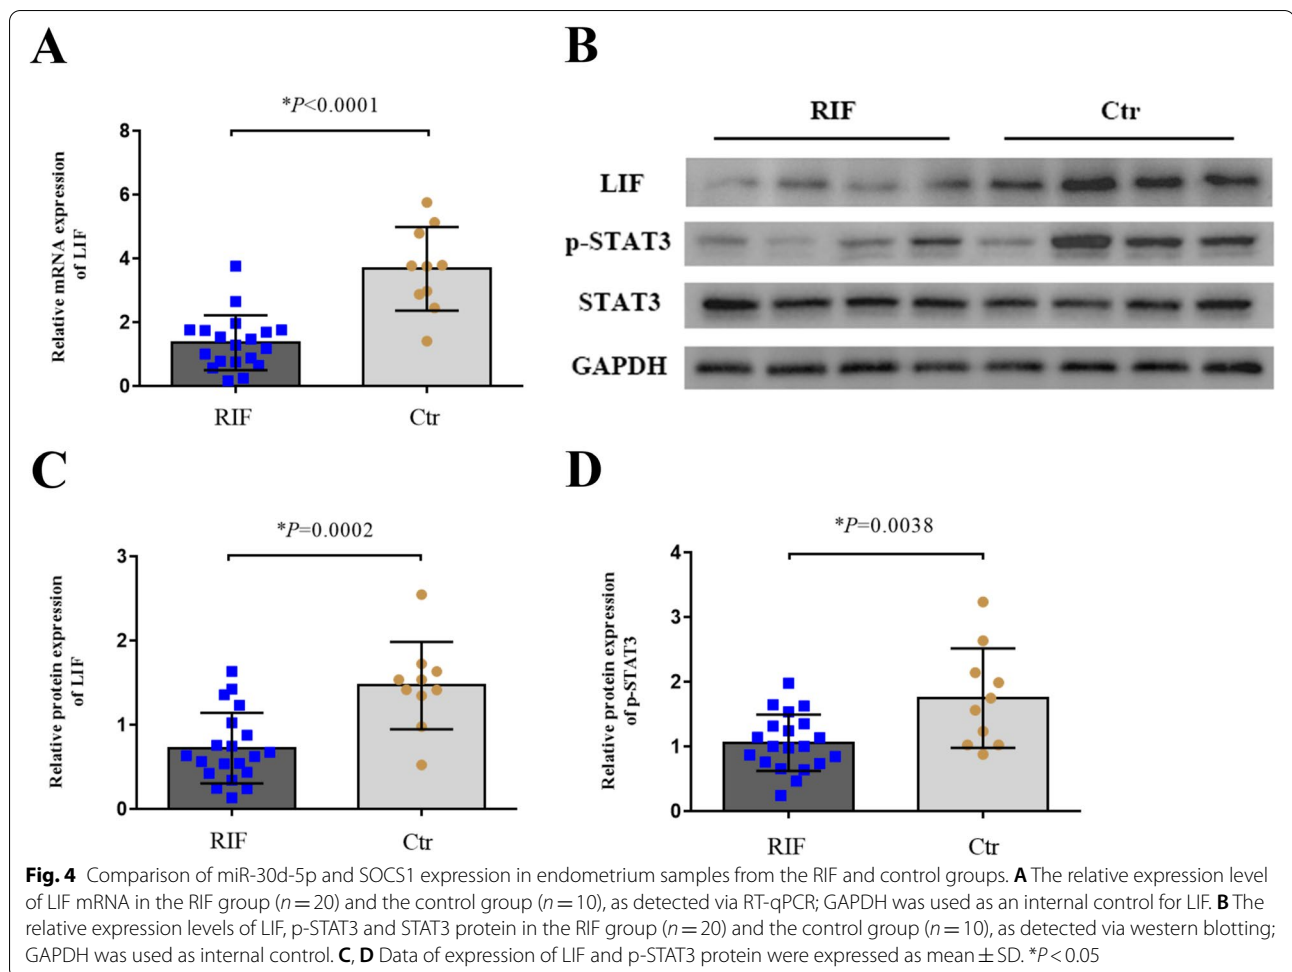 A
*P<0.0001
Relative mRNA expression
of LIF
8
6
4
2
0
RIF
Ctr
B
RIF
Ctr
LIF
p-STAT3
STAT3
GAPDH
C
*P=0.0002
Relative protein expression
of LIF
3
2
1
0
RIF
Ctr
D
*P=0.0038
Relative protein expression
of p-STAT3
4
3
2
1
0
RIF
Ctr
Fig. 4 Comparison of miR-30d-5p and SOCS1 expression in endometrium samples from the RIF and control groups. A The relative expression level
of LIF mRNA in the RIF group (n = 20) and the control group (n = 10), as detected via RT-qPCR; GAPDH was used as an internal control for LIF. B The
relative expression levels of LIF, p-STAT3 and STAT3 protein in the RIF group (n = 20) and the control group (n = 10), as detected via western blotting;
GAPDH was used as internal control. C, D Data of expression of LIF and p-STAT3 protein were expressed as mean ± SD. *P < 0.05